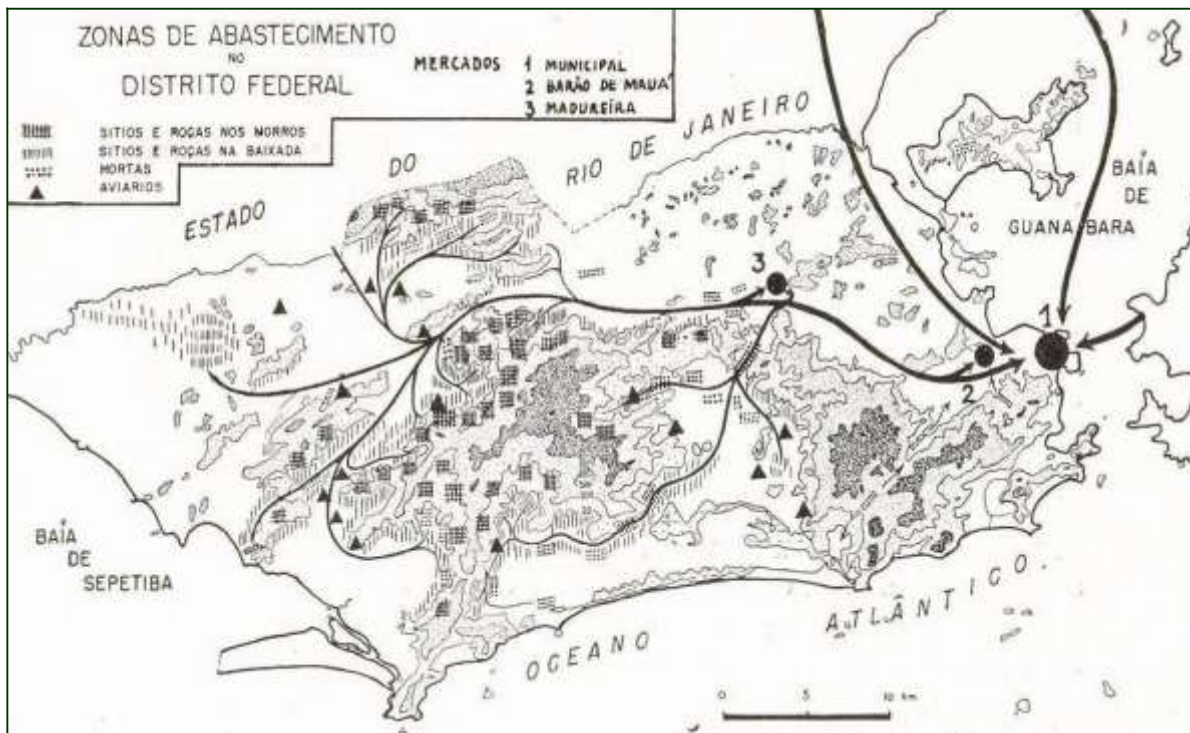 ZONAS DE ABASTECIMENTO
NO
DISTRITO FEDERAL
MERCADOS 1 MUNICIPAL
2 BARÃO DE MAUÁ
3 MADUREIRA
SITIOS E ROÇAS NOS MORROS
SITIOS E ROÇAS NA BAIXADA
HORTAS
AVIARIOS
ESTADO DO RIO DE JANEIRO
BAÍA
DE
GUANABARA
3
1
2
BAÍA
DE
SEPETIBA
OCEANO ATLÂNTICO.
0 5 10 km.